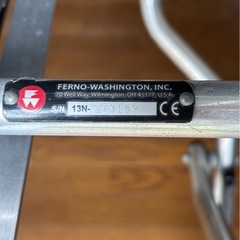 FERNO-WASHINGTON, INC.
70 Weil Way, Wilmington, OH 45177, U.S.A.
S/N 13N-
CE